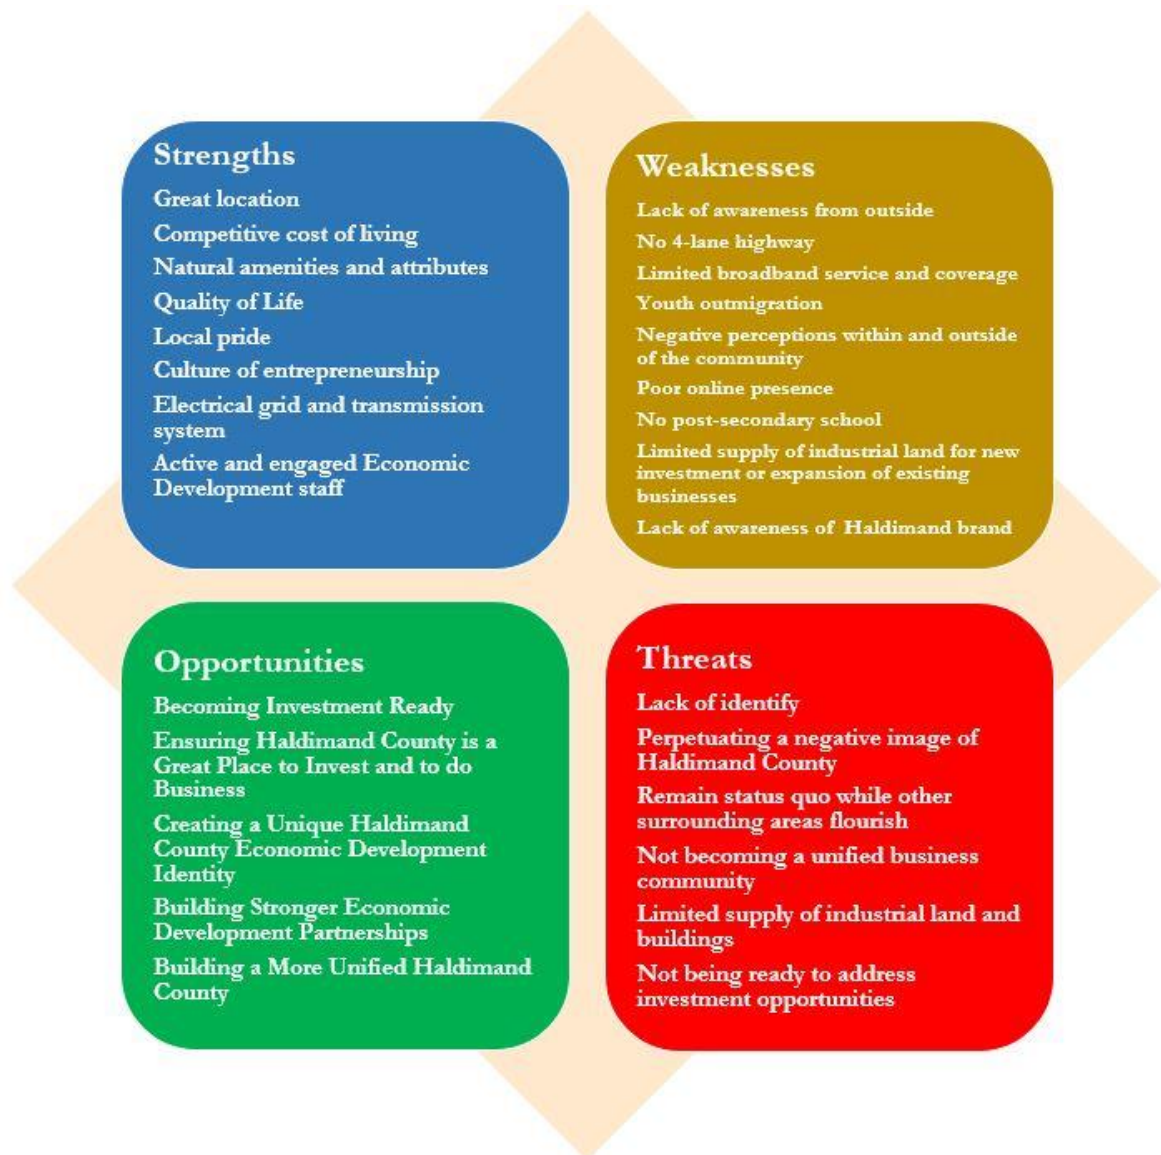 Strengths
Great location
Competitive cost of living
Natural amenities and attributes
Quality of Life
Local pride
Culture of entrepreneurship
Electrical grid and transmission
system
Active and engaged Economic
Development staff
Weaknesses
Lack of awareness from outside
No 4-lane highway
Limited broadband service and coverage
Youth outmigration
Negative perceptions within and outside
of the community
Poor online presence
No post-secondary school
Limited supply of industrial land for new
investment or expansion of existing
businesses
Lack of awareness of Haldimand brand
Opportunities
Becoming Investment Ready
Ensuring Haldimand County is a
Great Place to Invest and to do
Business
Creating a Unique Haldimand
County Economic Development
Identity
Building Stronger Economic
Development Partnerships
Building a More Unified Haldimand
County
Threats
Lack of identify
Perpetuating a negative image of
Haldimand County
Remain status quo while other
surrounding areas flourish
Not becoming a unified business
community
Limited supply of industrial land and
buildings
Not being ready to address
investment opportunities